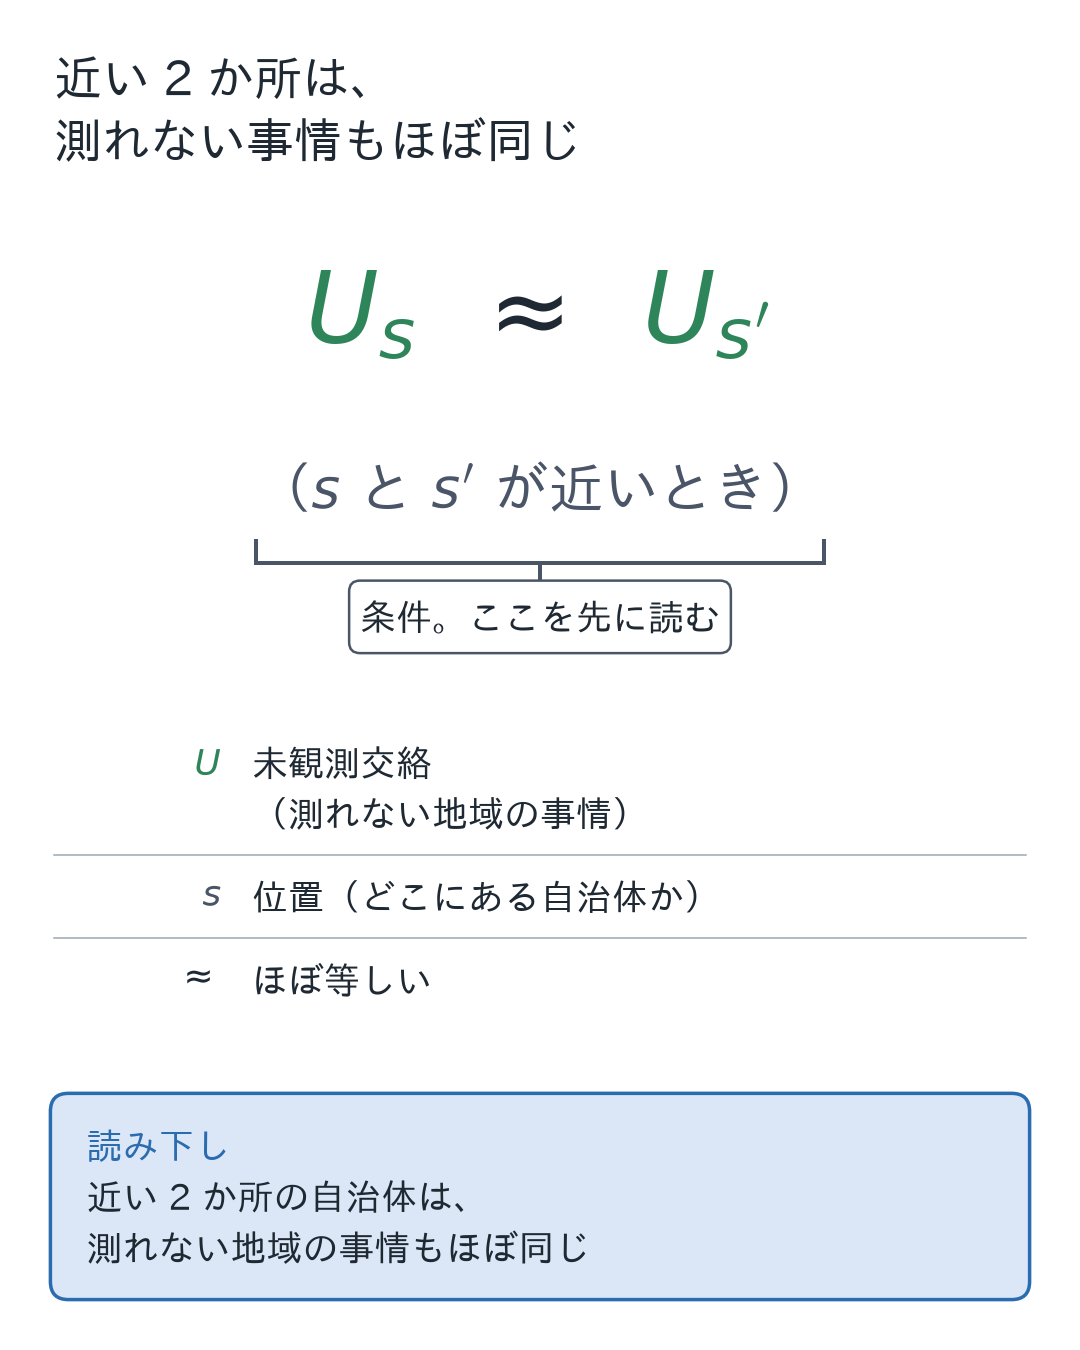 近い 2 か所は、
測れない事情もほぼ同じ
U_s ≈ U_s′
（s と s′ が近いとき）
条件。ここを先に読む
U 未観測交絡
（測れない地域の事情）
s 位置（どこにある自治体か）
≈ ほぼ等しい
読み下し
近い 2 か所の自治体は、
測れない地域の事情もほぼ同じ